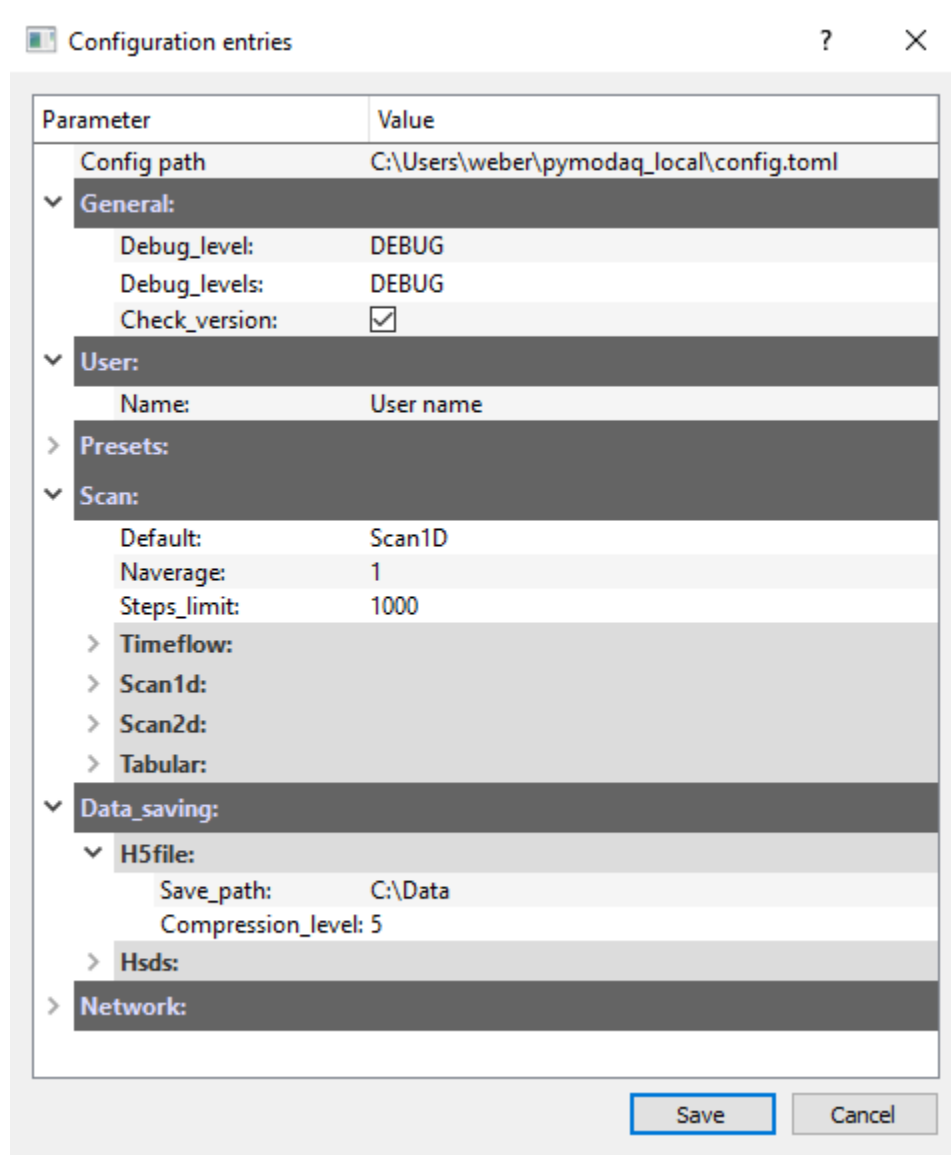 Configuration entries ?
Parameter Value
Config path C:\Users\weber\pymodaq_local\config.toml
General:
Debug_level: DEBUG
Debug_levels: DEBUG
Check_version:
User:
Name: User name
Presets:
Scan:
Default: Scan1D
Naverage: 1
Steps_limit: 1000
Timeflow:
Scan1d:
Scan2d:
Tabular:
Data_saving:
H5file:
Save_path: C:\Data
Compression_level: 5
Hsds:
Network:
Save Cancel